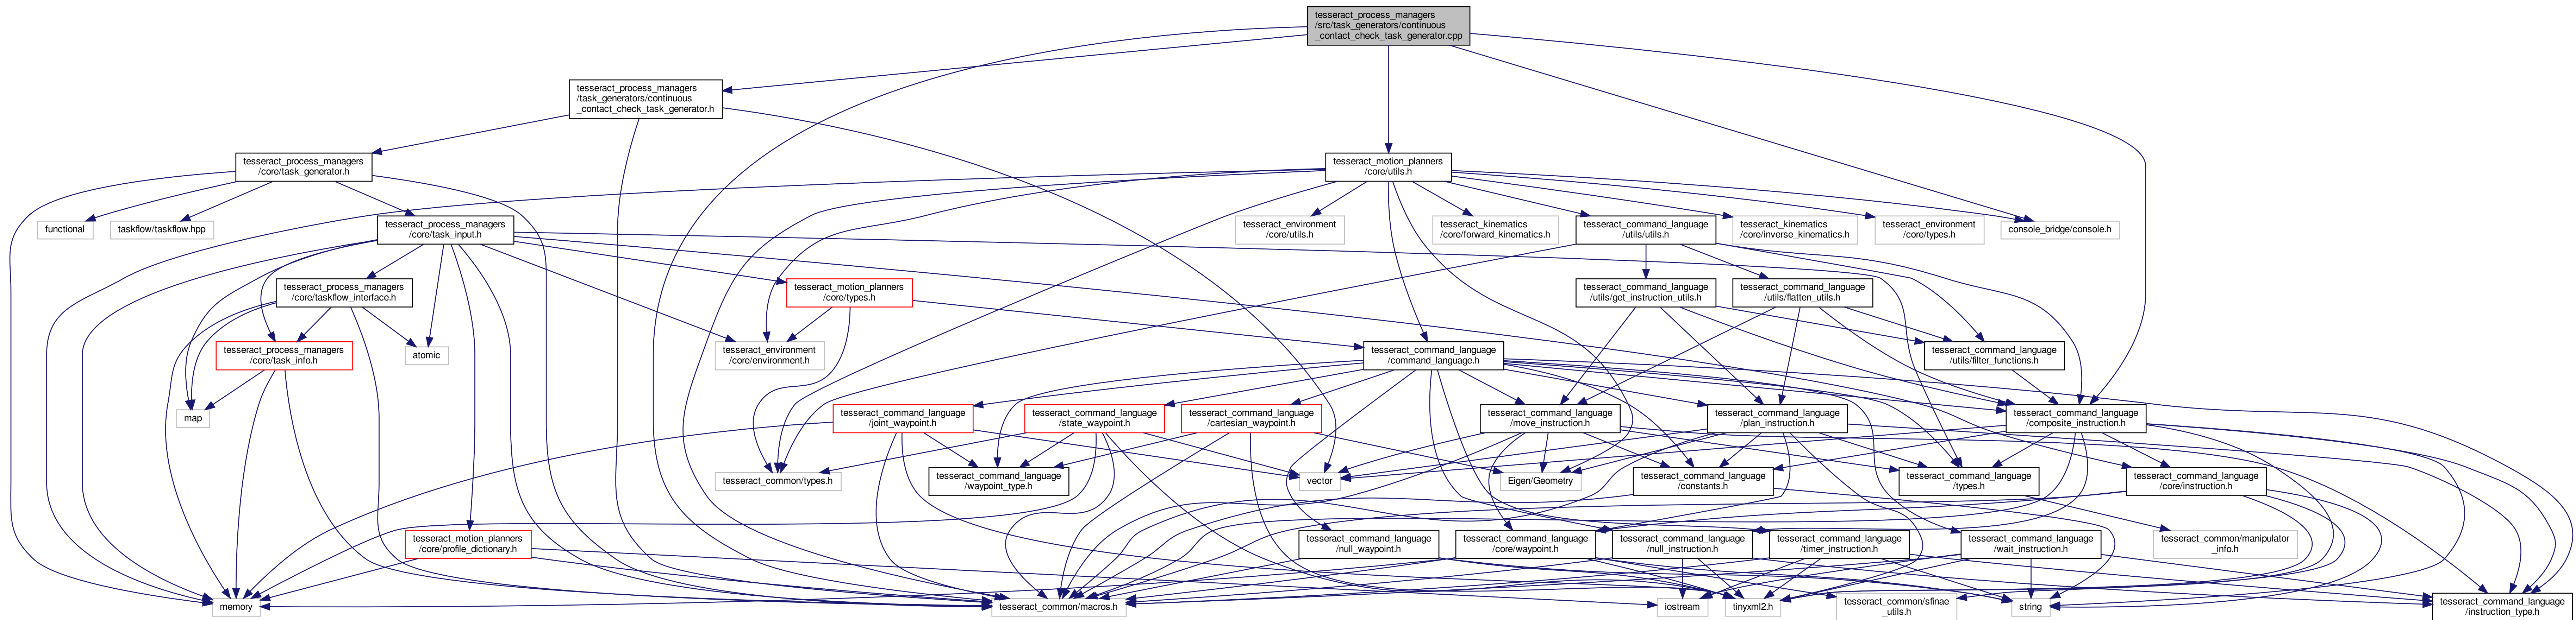 tesseract_process_managers
/src/task_generators/continuous
_contact_check_task_generator.cpp
tesseract_process_managers
/task_generators/continuous
_contact_check_task_generator.h
tesseract_process_managers
/core/task_generator.h
tesseract_motion_planners
/core/utils.h
functional
taskflow/taskflow.hpp
tesseract_process_managers
/core/task_input.h
tesseract_environment
/core/utils.h
tesseract_kinematics
/core/forward_kinematics.h
tesseract_command_language
/utils/utils.h
tesseract_kinematics
/core/inverse_kinematics.h
tesseract_environment
/core/types.h
console_bridge/console.h
tesseract_process_managers
/core/taskflow_interface.h
tesseract_motion_planners
/core/types.h
tesseract_command_language
/utils/get_instruction_utils.h
tesseract_command_language
/utils/flatten_utils.h
tesseract_process_managers
/core/task_info.h
atomic
tesseract_environment
/core/environment.h
tesseract_command_language
/command_language.h
tesseract_command_language
/utils/filter_functions.h
map
tesseract_command_language
/joint_waypoint.h
tesseract_command_language
/state_waypoint.h
tesseract_command_language
/cartesian_waypoint.h
tesseract_command_language
/move_instruction.h
tesseract_command_language
/plan_instruction.h
tesseract_command_language
/composite_instruction.h
tesseract_common/types.h
tesseract_command_language
/waypoint_type.h
vector
Eigen/Geometry
tesseract_command_language
/constants.h
tesseract_command_language
/types.h
tesseract_command_language
/core/instruction.h
tesseract_motion_planners
/core/profile_dictionary.h
tesseract_command_language
/null_waypoint.h
tesseract_command_language
/core/waypoint.h
tesseract_command_language
/null_instruction.h
tesseract_command_language
/timer_instruction.h
tesseract_command_language
/wait_instruction.h
tesseract_common/manipulator
_info.h
memory
tesseract_common/macros.h
iostream
tinyxml2.h
tesseract_common/sfinae
_utils.h
string
tesseract_command_language
/instruction_type.h